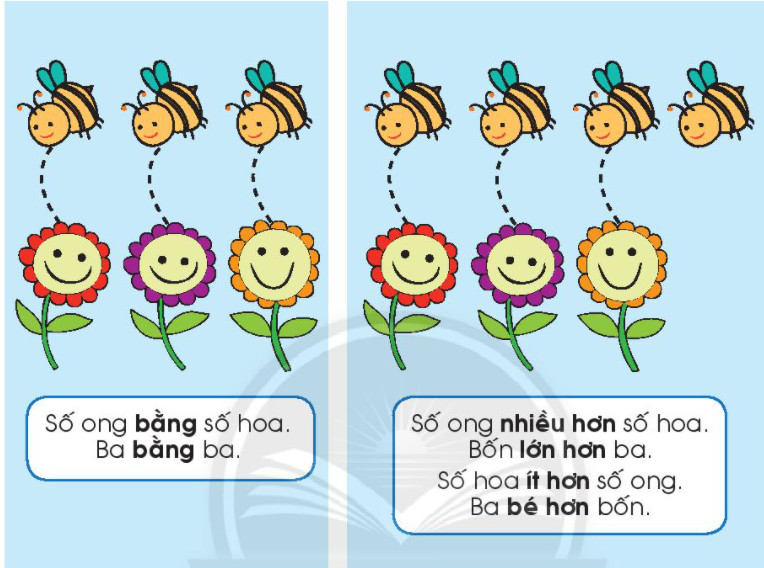 Số ong bằng số hoa.
Ba bằng ba.
Số ong nhiều hơn số hoa.
Bốn lớn hơn ba.
Số hoa ít hơn số ong.
Ba bé hơn bốn.